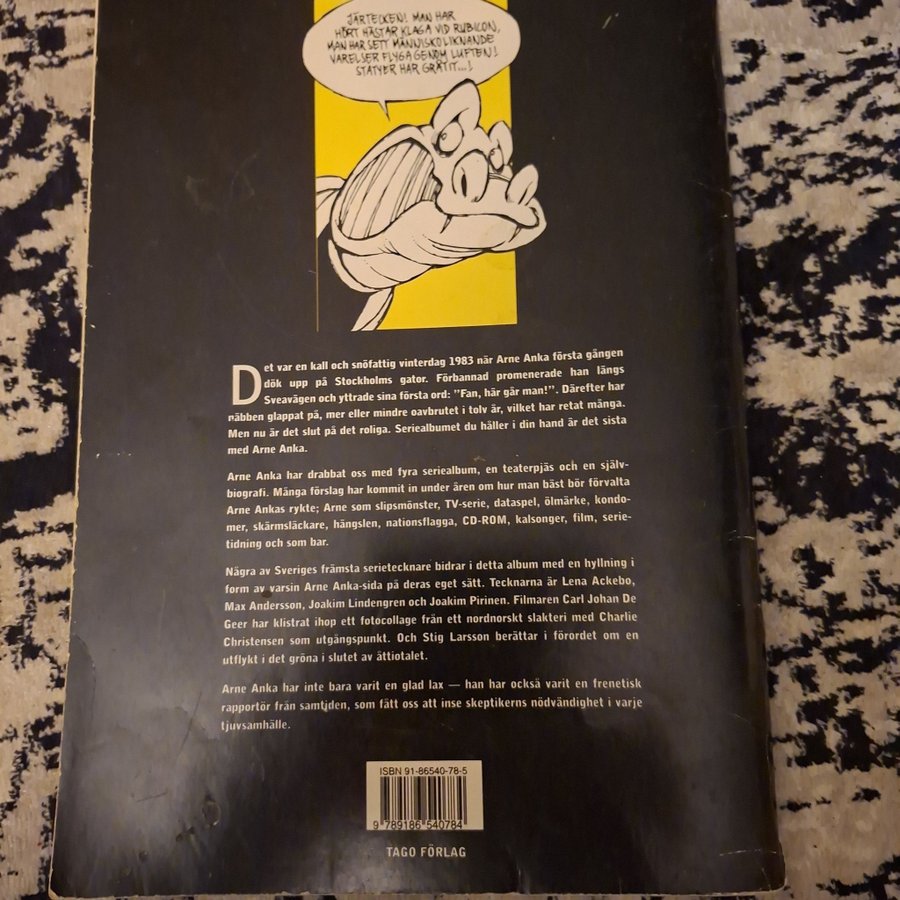 JÄRTECKEN! MAN HAR
HÖRT HÄSTAR KLAGA VID RUBICON,
MAN HAR SETT MÄNNISKOLIKNANDE
VARELSER FLYGA GENOM LUFTEN!
STATYER HAR GRÅTIT...!
Det var en kall och snöfattig vinterdag 1983 när Arne Anka första gången
dök upp på Stockholms gator. Förbannad promenerade han längs
Sveavägen och yttrade sina första ord: ”Fan, här går man!”. Därefter har
näbben glappat på, mer eller mindre oavbrutet i tolv år, vilket har retat många.
Men nu är det slut på det roliga. Seriealbumet du håller i din hand är det sista
med Arne Anka.
Arne Anka har drabbat oss med fyra seriealbum, en teaterpjäs och en själv-
biografi. Många förslag har kommit in under åren om hur man bäst bör förvalta
Arne Ankas rykte; Arne som slipsmönster, TV-serie, dataspel, ölmärke, kondo-
mer, skärmsläckare, hängslen, nationsflagga, CD-ROM, kalsonger, film, serie-
tidning och som bar.
Några av Sveriges främsta serietecknare bidrar i detta album med en hyllning i
form av varsin Arne Anka-sida på deras eget sätt. Tecknarna är Lena Ackebo,
Max Andersson, Joakim Lindengren och Joakim Pirinen. Filmaren Carl Johan De
Geer har klistrat ihop ett fotocollage från ett nordnorskt slakteri med Charlie
Christensen som utgångspunkt. Och Stig Larsson berättar i förordet om en
utflykt i det gröna i slutet av åttiotalet.
Arne Anka har inte bara varit en glad lax — han har också varit en frenetisk
rapportör från samtiden, som fått oss att inse skeptikerns nödvändighet i varje
tjuvsamhälle.
ISBN 91-86540-78-5
9 789186 540784
TAGO FÖRLAG